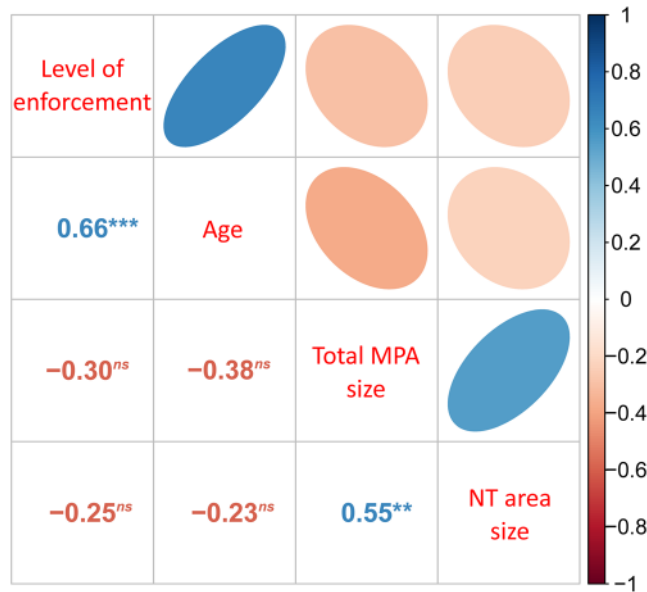 Level of
enforcement
0.66***
Age
−0.30ns
−0.38ns
Total MPA
size
−0.25ns
−0.23ns
0.55**
NT area
size
1
0.8
0.6
0.4
0.2
0
−0.2
−0.4
−0.6
−0.8
−1